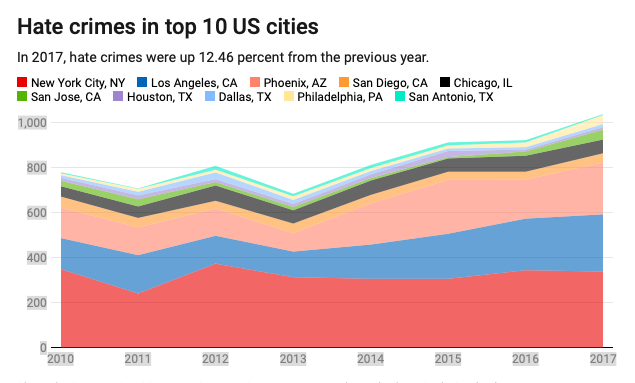 Hate crimes in top 10 US cities
In 2017, hate crimes were up 12.46 percent from the previous year.
New York City, NY Los Angeles, CA Phoenix, AZ San Diego, CA Chicago, IL
San Jose, CA Houston, TX Dallas, TX Philadelphia, PA San Antonio, TX
1,000
800
600
400
200
0
2010 2011 2012 2013 2014 2015 2016 2017